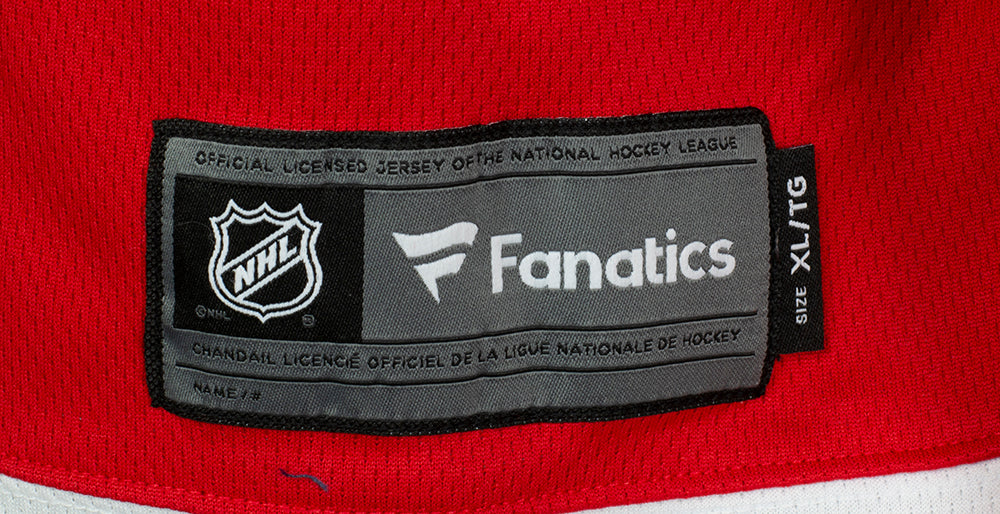 OFFICIAL LICENSED JERSEY OF THE NATIONAL HOCKEY LEAGUE
NHL
Fanatics
©NHL
CHANDAIL LICENCIÉ OFFICIEL DE LA LIGUE NATIONALE DE HOCKEY
NAME / #
SIZE XL/TG